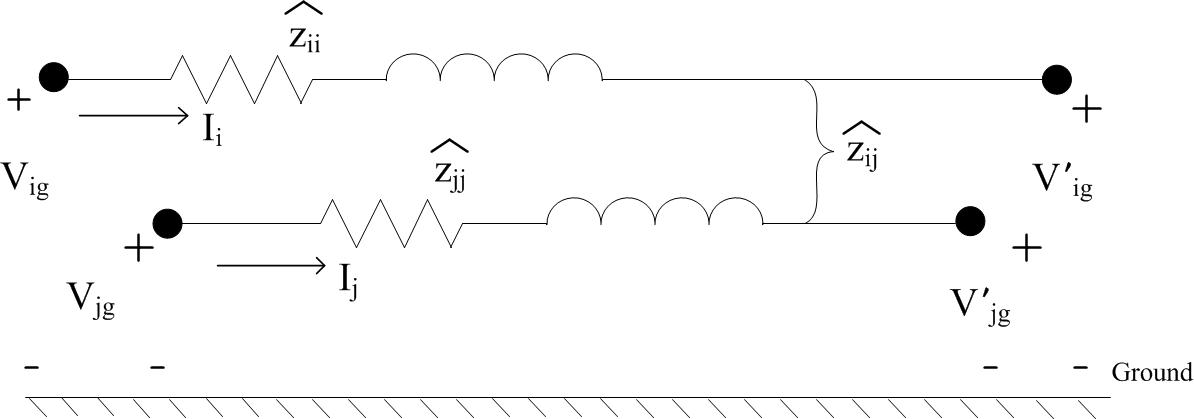 ẑii
+ Ii +
ẑij
ẑjj
Vig V′ig
+ Ij +
Vjg V′jg
- - - - Ground